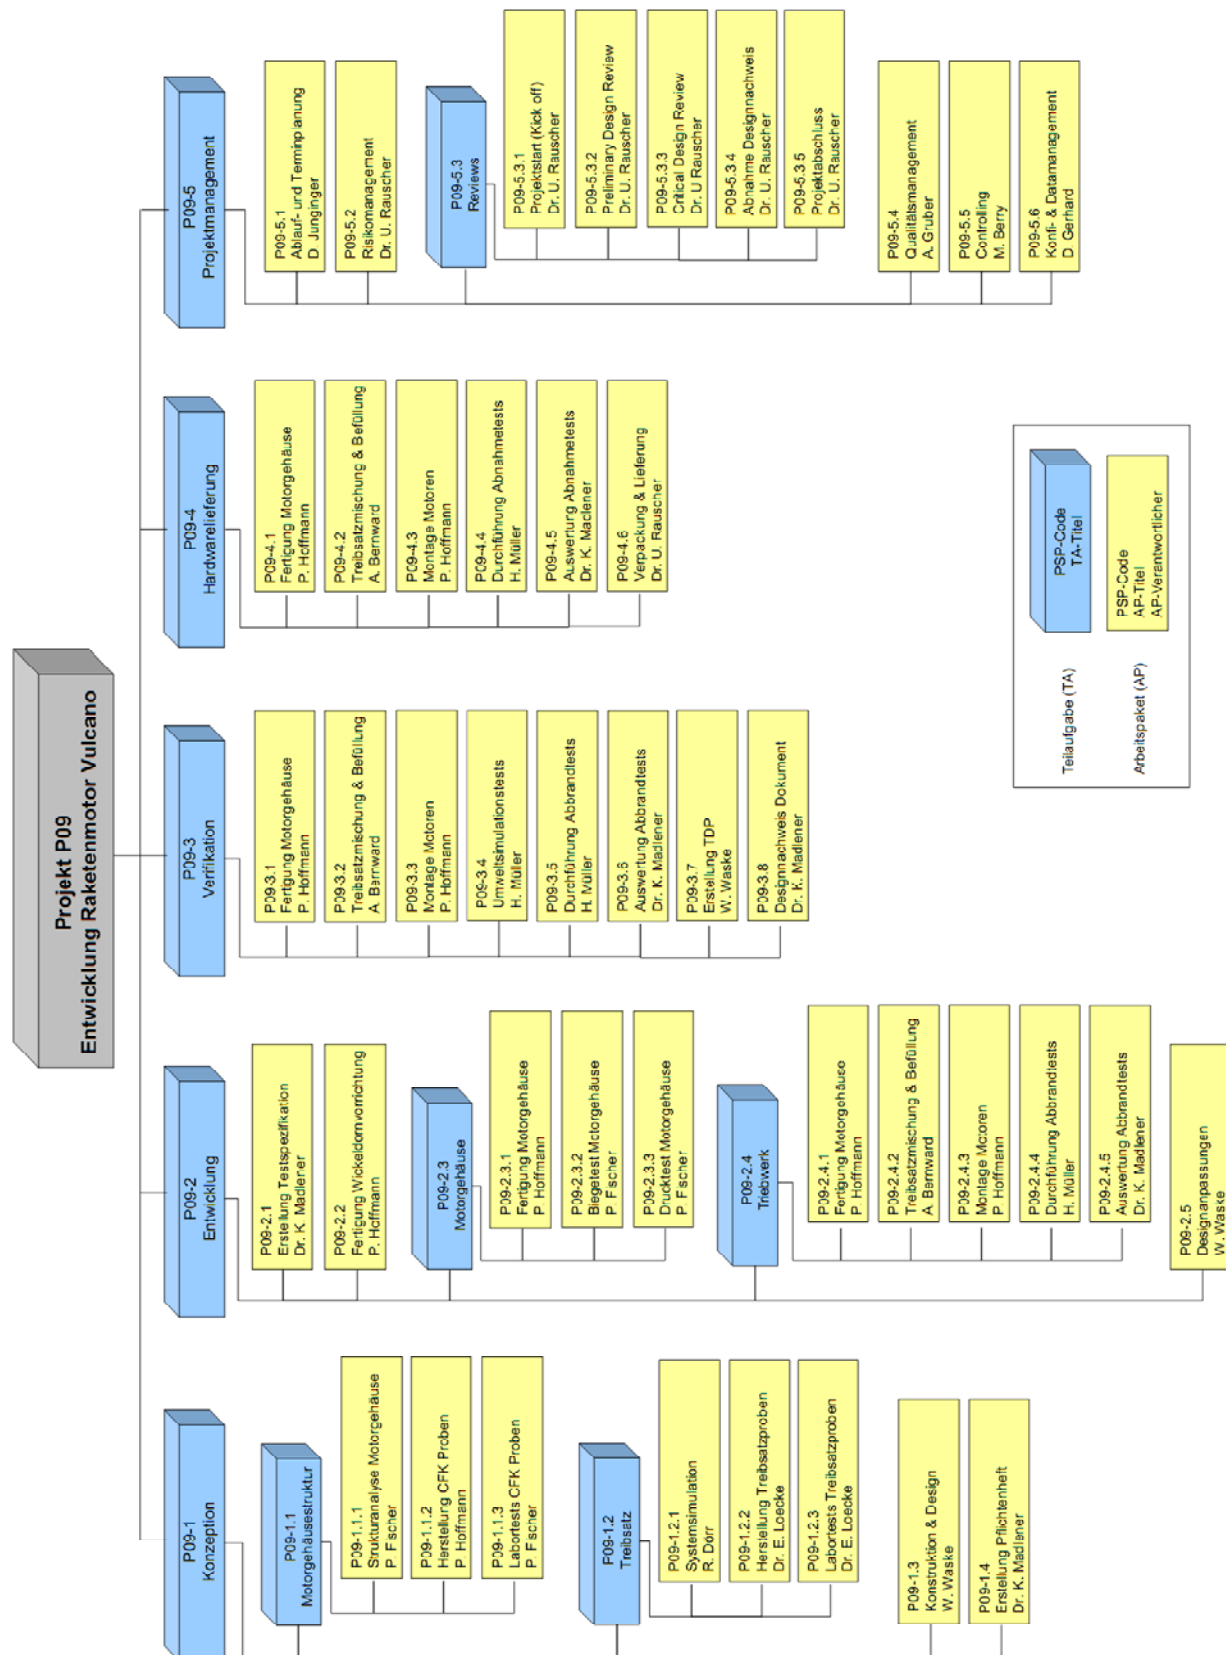 Projekt P09
Entwicklung Raketenmotor Vulcano
P09-1
Konzeption
P09-1.1
Motorgehäusestruktur
P09-1.1.1
Strukturanalyse Motorgehäuse
P. Fischer
P09-1.1.2
Herstellung CFK Proben
P. Hoffmann
P09-1.1.3
Labortests CFK Proben
P. Fischer
P09-1.2
Treibsatz
P09-1.2.1
Systemsimulation
R. Dörr
P09-1.2.2
Herstellung Treibsatzproben
Dr. E. Loecke
P09-1.2.3
Labortests Treibsatzproben
Dr. E. Loecke
P09-1.3
Konstruktion & Design
W. Waske
P09-1.4
Erstellung Pflichtenheft
Dr. K. Madlener
P09-2
Entwicklung
P09-2.1
Erstellung Testspezifikation
Dr. K. Madlener
P09-2.2
Fertigung Wickeldornvorrichtung
P. Hoffmann
P09-2.3
Motorgehäuse
P09-2.3.1
Fertigung Motorgehäuse
P. Hoffmann
P09-2.3.2
Biegetest Motorgehäuse
P. Fischer
P09-2.3.3
Drucktest Motorgehäuse
P. Fischer
P09-2.4
Triebwerk
P09-2.4.1
Fertigung Motorgehäuse
P. Hoffmann
P09-2.4.2
Treibsatzmischung & Befüllung
A. Bernward
P09-2.4.3
Montage Motoren
P. Hoffmann
P09-2.4.4
Durchführung Abbrandtests
H. Müller
P09-2.4.5
Auswertung Abbrandtests
Dr. K. Madlener
P09-2.5
Designanpassungen
W. Waske
P09-3
Verifikation
P09-3.1
Fertigung Motorgehäuse
P. Hoffmann
P09-3.2
Treibsatzmischung & Befüllung
A. Bernward
P09-3.3
Montage Motoren
P. Hoffmann
P09-3.4
Umweltsimulationstests
H. Müller
P09-3.5
Durchführung Abbrandtests
H. Müller
P09-3.6
Auswertung Abbrandtests
Dr. K. Madlener
P09-3.7
Erstellung TDP
W. Waske
P09-3.8
Designnachweis Dokument
Dr. K. Madlener
P09-4
Hardwarelieferung
P09-4.1
Fertigung Motorgehäuse
P. Hoffmann
P09-4.2
Treibsatzmischung & Befüllung
A. Bernward
P09-4.3
Montage Motoren
P. Hoffmann
P09-4.4
Durchführung Abnahmetests
H. Müller
P09-4.5
Auswertung Abnahmetests
Dr. K. Madlener
P09-4.6
Verpackung & Lieferung
Dr. U. Rauscher
P09-5
Projektmanagement
P09-5.1
Ablauf- und Terminplanung
D. Junginger
P09-5.2
Risikomanagement
Dr. U. Rauscher
P09-5.3
Reviews
P09-5.3.1
Projektstart (Kick off)
Dr. U. Rauscher
P09-5.3.2
Preliminary Design Review
Dr. U. Rauscher
P09-5.3.3
Critical Design Review
Dr. U. Rauscher
P09-5.3.4
Abnahme Designnachweis
Dr. U. Rauscher
P09-5.3.5
Projektabschluss
Dr. U. Rauscher
P09-5.4
Qualitätsmanagement
A. Gruber
P09-5.5
Controlling
M. Berry
P09-5.6
Konfi- & Datamanagement
D. Gerhard
Teilaufgabe (TA)
PSP-Code
TA-Titel
Arbeitspaket (AP)
PSP-Code
AP-Titel
AP-Verantwortlicher